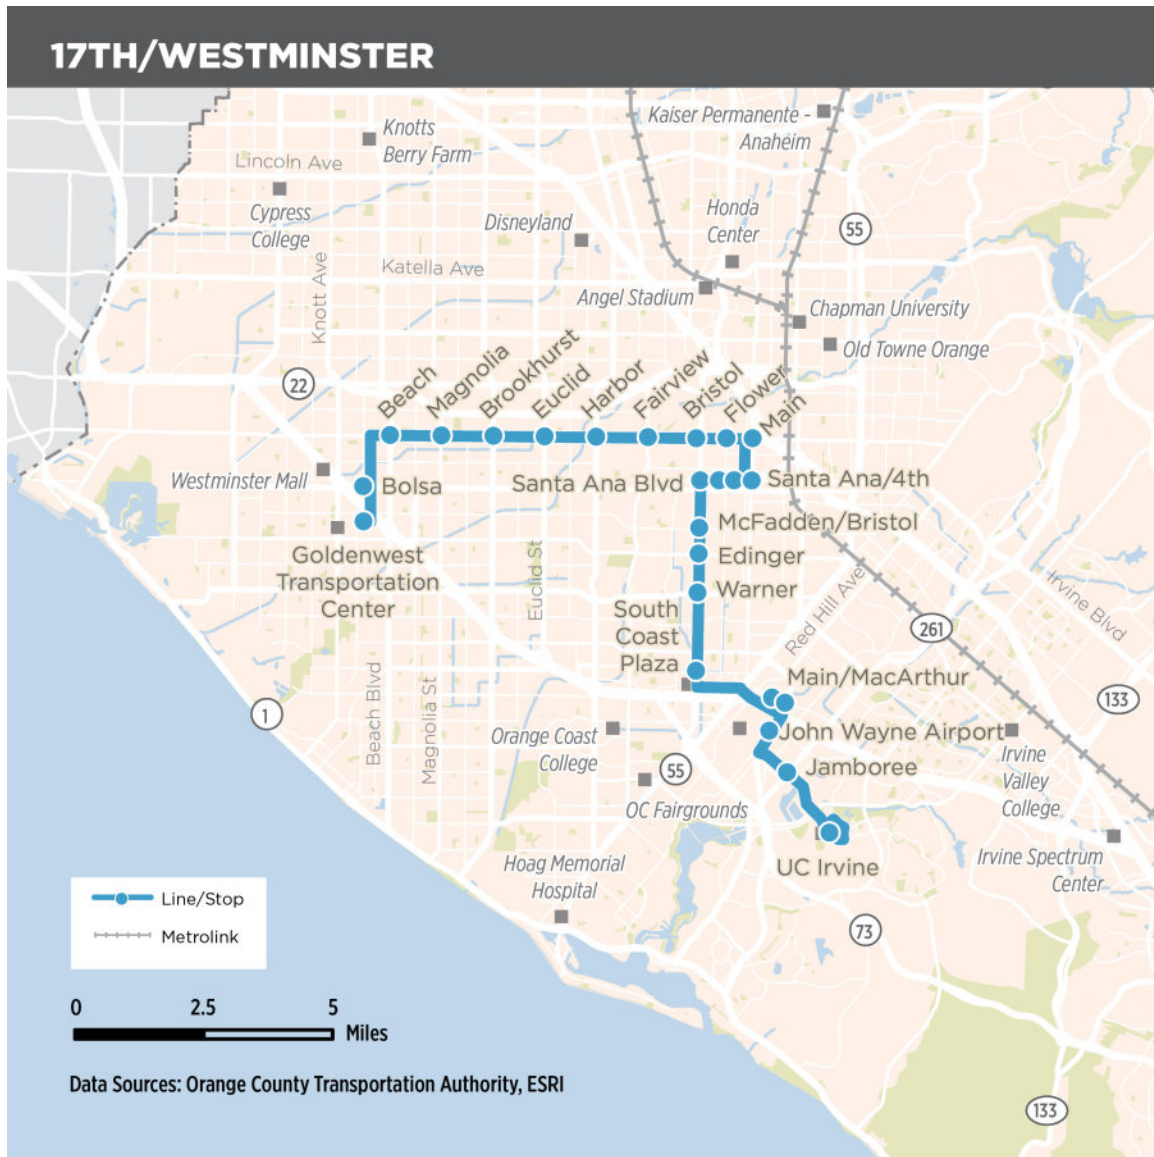 17TH/WESTMINSTER
Kaiser Permanente -
Anaheim
Knotts
Berry Farm
Lincoln Ave
Cypress
College
Disneyland
Honda
Center
55
Knott Ave
Katella Ave
Angel Stadium
Chapman University
Old Towne Orange
22
Beach
Magnolia
Brookhurst
Euclid
Harbor
Fairview
Bristol
Flower
Main
Westminster Mall
Bolsa
Santa Ana Blvd
Santa Ana/4th
McFadden/Bristol
Goldenwest
Transportation
Center
Edinger
Euclid St
Warner
South
Coast
Plaza
Red Hill Ave
Irvine Blvd
261
Main/MacArthur
133
1
Beach Blvd
Magnolia St
Orange Coast
College
John Wayne Airport
Irvine
Valley
College
55
Jamboree
OC Fairgrounds
UC Irvine
Irvine Spectrum
Center
Hoag Memorial
Hospital
73
Line/Stop
Metrolink
0 2.5 5
Miles
Data Sources: Orange County Transportation Authority, ESRI
133